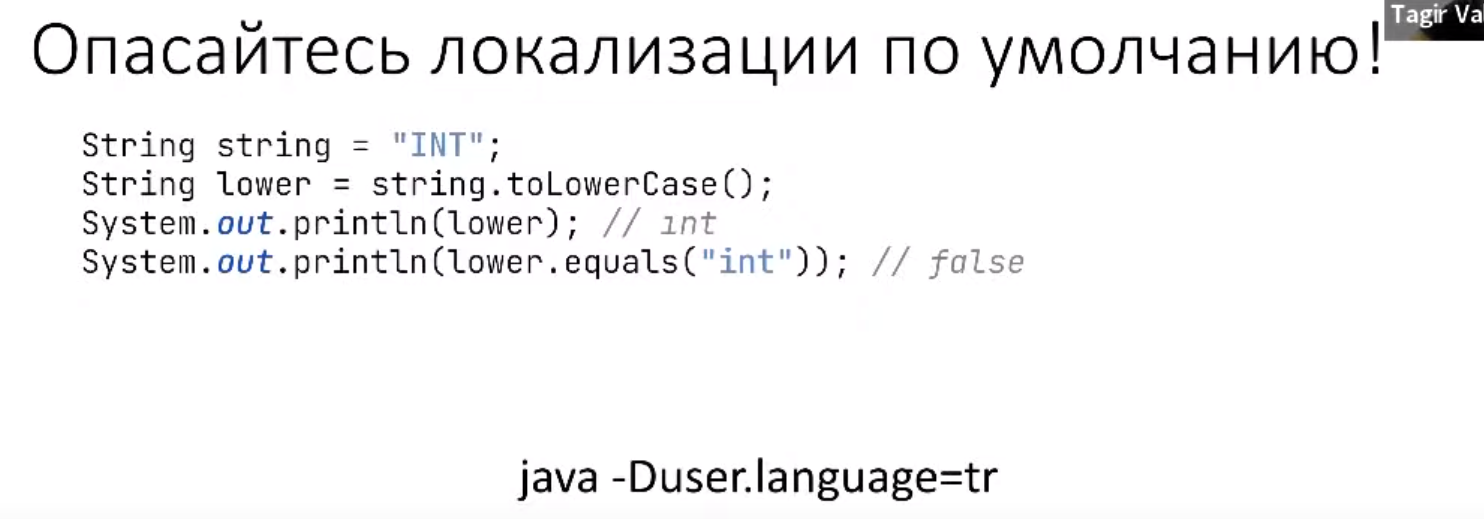 Опасайтесь локализации по умолчанию!
Tagir Va
String string = "INT";
String lower = string.toLowerCase();
System.out.println(lower); // ınt
System.out.println(lower.equals("int")); // false
java -Duser.language=tr